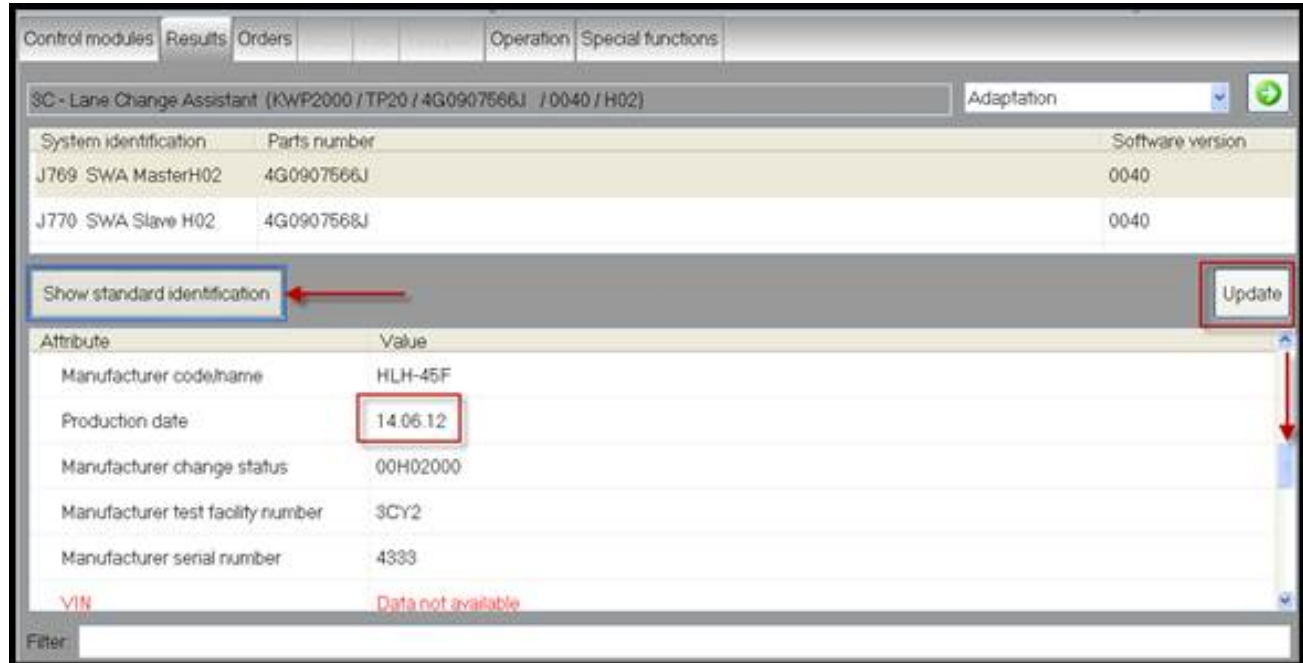 Control modules Results Orders Operation Special functions
3C - Lane Change Assistant (KWP2000 / TP20 / 4G0907566J / 0040 / H02) Adaptation
System identification Parts number Software version
J769 SWA MasterH02 4G0907566J 0040
J770 SWA Slave H02 4G0907568J 0040
Show standard identification Update
Attribute Value
Manufacturer code/name HLH-45F
Production date 14.06.12
Manufacturer change status 00H02000
Manufacturer test facility number 3CY2
Manufacturer serial number 4333
VIN Data not available
Filter: